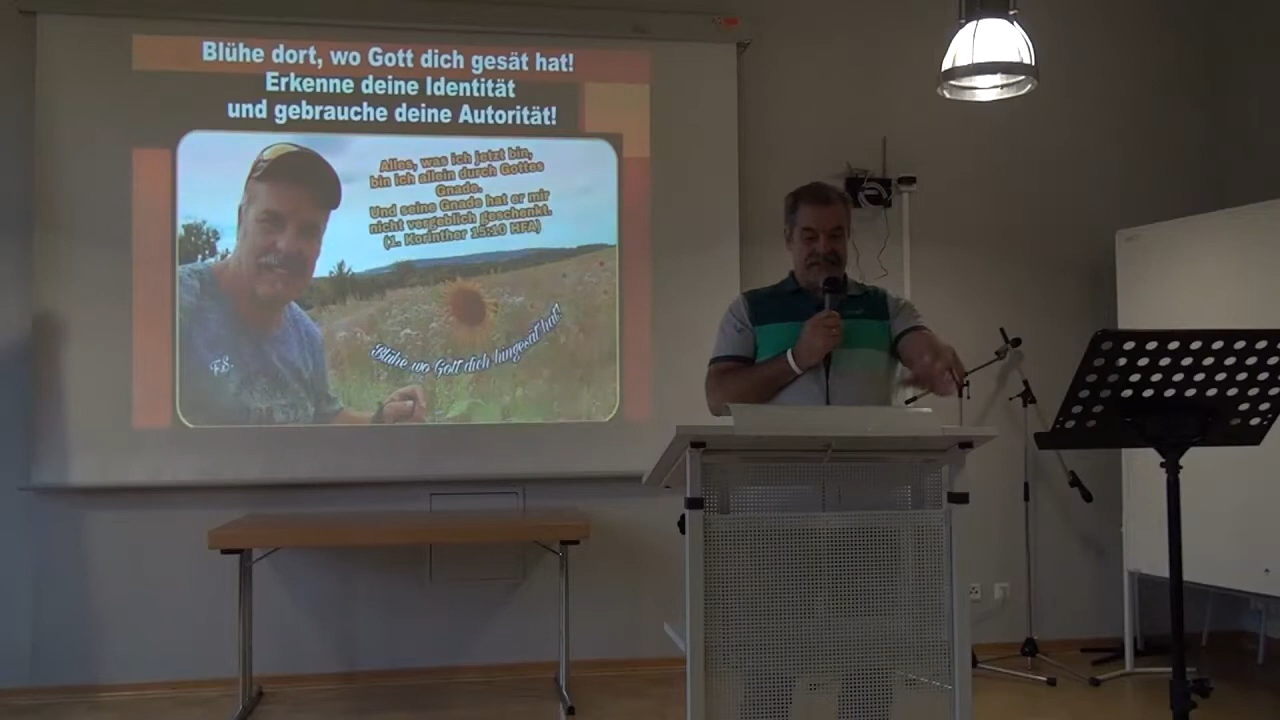 Blühe dort, wo Gott dich gesät hat!
Erkenne deine Identität
und gebrauche deine Autorität!
Alles, was ich jetzt bin,
bin ich allein durch Gottes
Gnade.
Und seine Gnade hat er mir
nicht vergeblich geschenkt.
(1. Korinther 15:10 HFA)
Blühe wo Gott dich hingesät hat!
F.S.